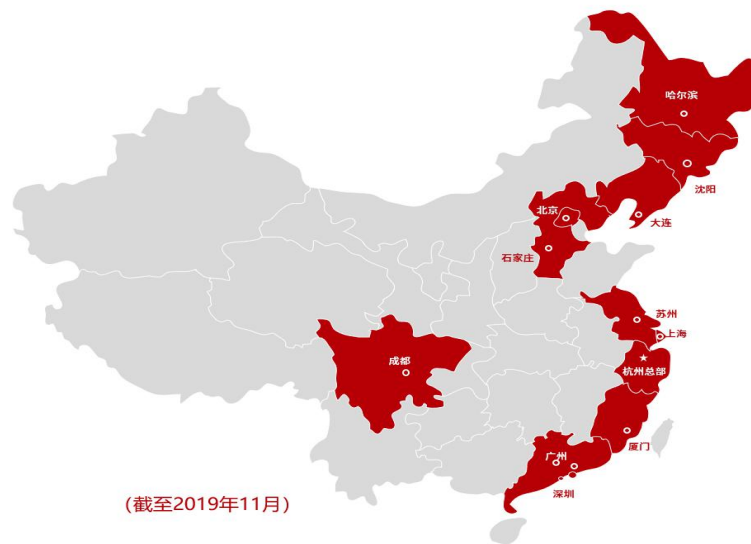 哈尔滨
沈阳
北京
大连
石家庄
苏州
上海
成都
杭州总部
厦门
广州
深圳
(截至2019年11月)